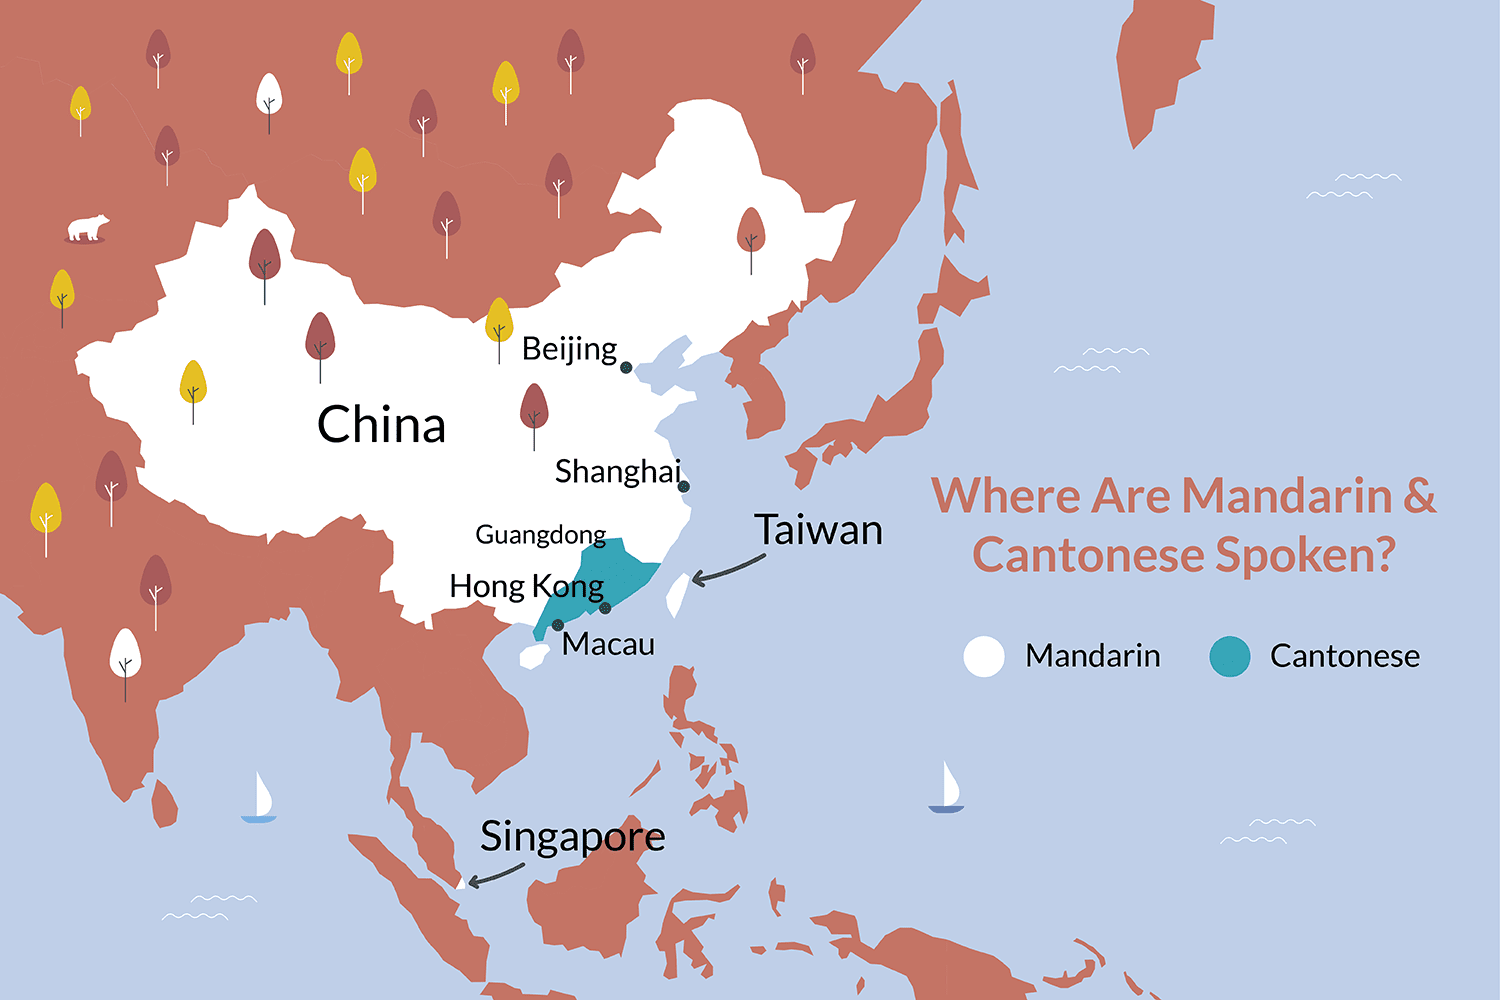 Beijing
China
Shanghai
Guangdong
Taiwan
Hong Kong
Macau
Singapore
Where Are Mandarin &
Cantonese Spoken?
Mandarin
Cantonese